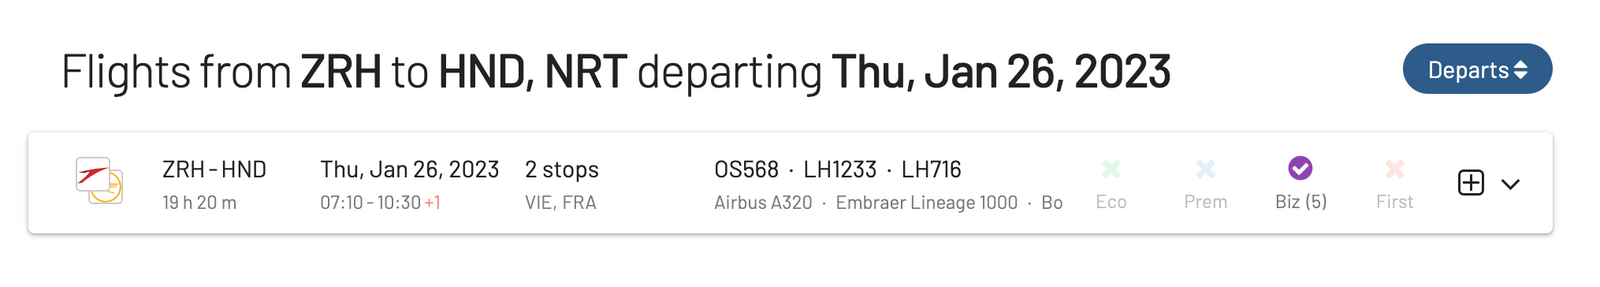 Flights from ZRH to HND, NRT departing Thu, Jan 26, 2023
Departs
ZRH - HND
19 h 20 m
Thu, Jan 26, 2023
07:10 - 10:30 +1
2 stops
VIE, FRA
OS568 · LH1233 · LH716
Airbus A320 · Embraer Lineage 1000 · Bo
Eco
Prem
Biz (5)
First